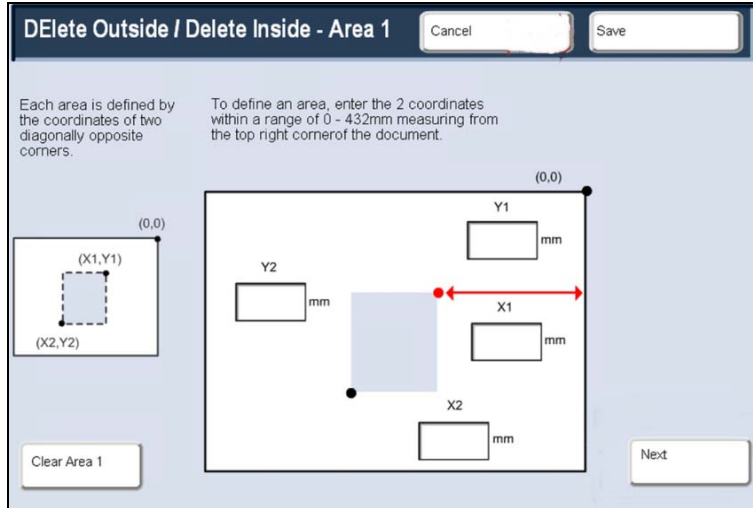 DElete Outside / Delete Inside - Area 1
Cancel
Save
Each area is defined by
the coordinates of two
diagonally opposite
corners.
To define an area, enter the 2 coordinates
within a range of 0 - 432mm measuring from
the top right cornerof the document.
(0,0)
(X1,Y1)
(X2,Y2)
(0,0)
Y1
mm
Y2
mm
X1
mm
X2
mm
Clear Area 1
Next